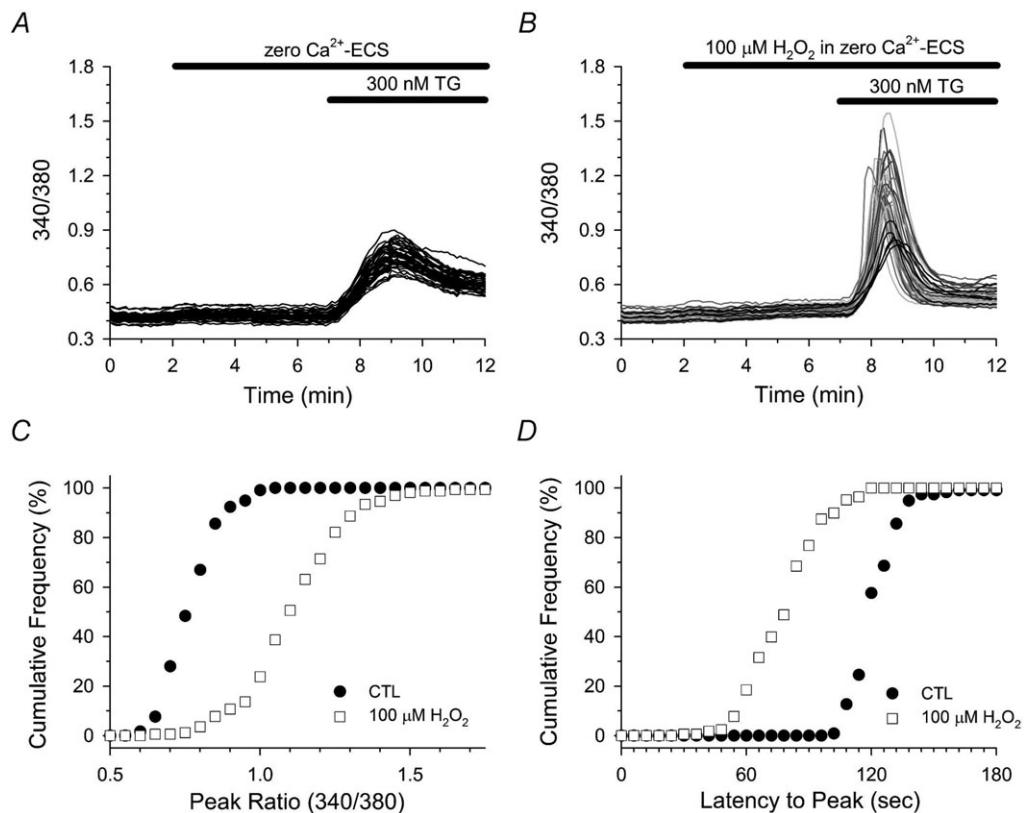 A
zero Ca²⁺-ECS
300 nM TG
1.8
1.5
1.2
0.9
0.6
0.3
340/380
0 2 4 6 8 10 12
Time (min)
B
100 µM H₂O₂ in zero Ca²⁺-ECS
300 nM TG
1.8
1.5
1.2
0.9
0.6
0.3
340/380
0 2 4 6 8 10 12
Time (min)
C
100
80
60
40
20
0
Cumulative Frequency (%)
CTL
100 µM H₂O₂
0.5 1.0 1.5
Peak Ratio (340/380)
D
100
80
60
40
20
0
Cumulative Frequency (%)
CTL
100 µM H₂O₂
0 60 120 180
Latency to Peak (sec)